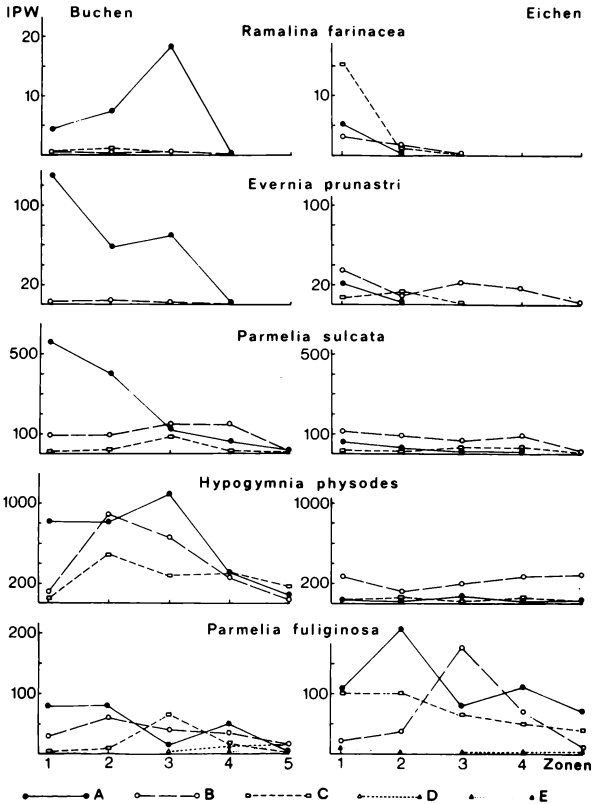 IPW Buchen Eichen
Ramalina farinacea
20
10 10
Evernia prunastri
100 100
20 20
Parmelia sulcata
500 500
100 100
Hypogymnia physodes
1000 1000
200 200
Parmelia fuliginosa
200
100 100
1 2 3 4 5 1 2 3 4 Zonen
A B C D E